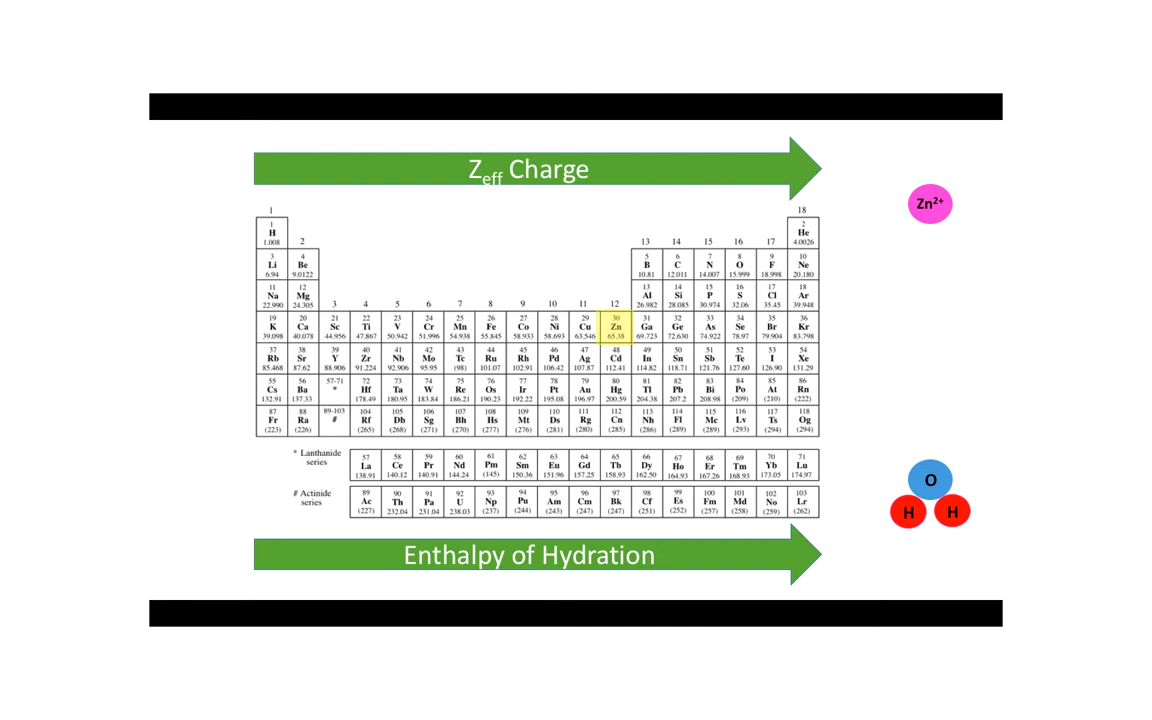 Z_eff Charge
Zn²⁺
1 18
1 2
H 2 13 14 15 16 17 He
1.008 4.0026
3 4 5 6 7 8 9 10
Li Be B C N O F Ne
6.94 9.0122 10.81 12.011 14.007 15.999 18.998 20.180
11 12 13 14 15 16 17 18
Na Mg Al Si P S Cl Ar
22.990 24.305 3 4 5 6 7 8 9 10 11 12 26.982 28.085 30.974 32.06 35.45 39.948
19 20 21 22 23 24 25 26 27 28 29 30 31 32 33 34 35 36
K Ca Sc Ti V Cr Mn Fe Co Ni Cu Zn Ga Ge As Se Br Kr
39.098 40.078 44.956 47.867 50.942 51.996 54.938 55.845 58.933 58.693 63.546 65.38 69.723 72.630 74.922 78.97 79.904 83.798
37 38 39 40 41 42 43 44 45 46 47 48 49 50 51 52 53 54
Rb Sr Y Zr Nb Mo Tc Ru Rh Pd Ag Cd In Sn Sb Te I Xe
85.468 87.62 88.906 91.224 92.906 95.95 (98) 101.07 102.91 106.42 107.87 112.41 114.82 118.71 121.76 127.60 126.90 131.29
55 56 57-71 72 73 74 75 76 77 78 79 80 81 82 83 84 85 86
Cs Ba * Hf Ta W Re Os Ir Pt Au Hg Tl Pb Bi Po At Rn
132.91 137.33 178.49 180.95 183.84 186.21 190.23 192.22 195.08 196.97 200.59 204.38 207.2 208.98 (209) (210) (222)
87 88 89-103 104 105 106 107 108 109 110 111 112 113 114 115 116 117 118
Fr Ra # Rf Db Sg Bh Hs Mt Ds Rg Cn Nh Fl Mc Lv Ts Og
(223) (226) (265) (268) (271) (270) (277) (276) (281) (280) (285) (286) (289) (289) (293) (294) (294)
* Lanthanide
series
57 58 59 60 61 62 63 64 65 66 67 68 69 70 71
La Ce Pr Nd Pm Sm Eu Gd Tb Dy Ho Er Tm Yb Lu
138.91 140.12 140.91 144.24 (145) 150.36 151.96 157.25 158.93 162.50 164.93 167.26 168.93 173.05 174.97
# Actinide
series
89 90 91 92 93 94 95 96 97 98 99 100 101 102 103
Ac Th Pa U Np Pu Am Cm Bk Cf Es Fm Md No Lr
(227) 232.04 231.04 238.03 (237) (244) (243) (247) (247) (251) (252) (257) (258) (259) (262)
O
H H
Enthalpy of Hydration